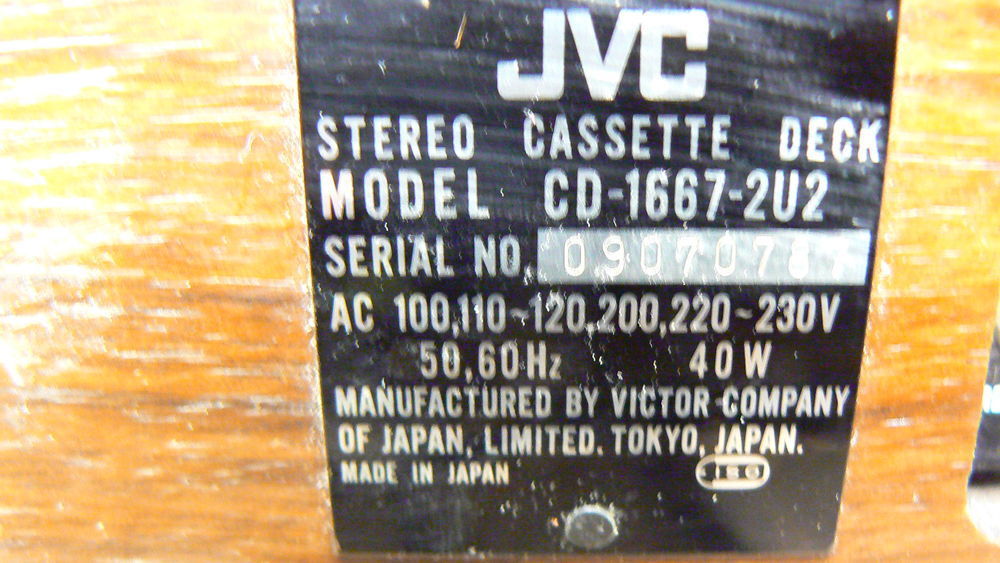 JVC
STEREO CASSETTE DECK
MODEL CD-1667-2U2
SERIAL NO. 09070787
AC 100,110~120,200,220~230V
50,60Hz 40W
MANUFACTURED BY VICTOR COMPANY
OF JAPAN, LIMITED. TOKYO, JAPAN.
MADE IN JAPAN